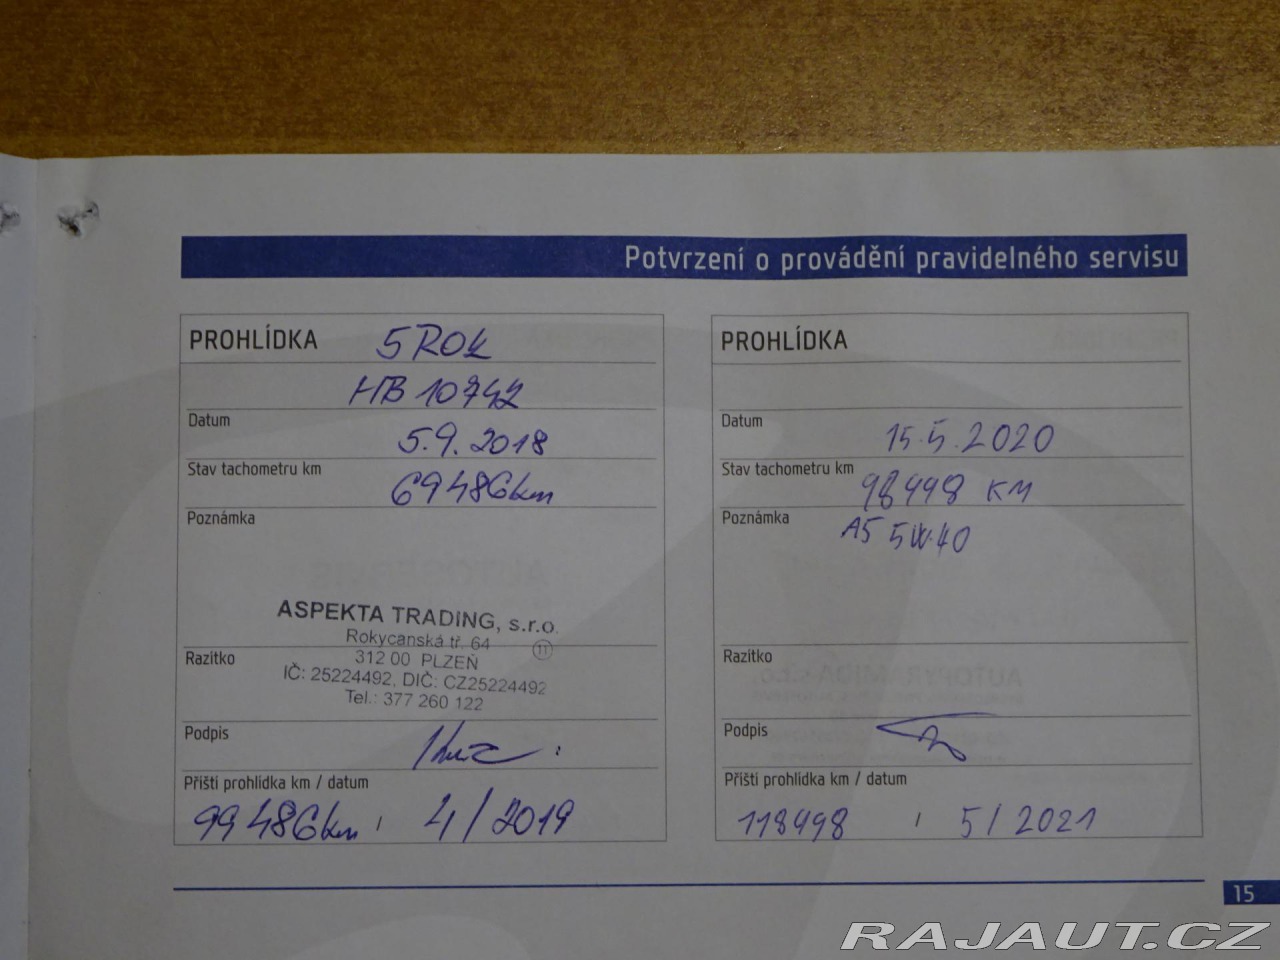 Potvrzení o provádění pravidelného servisu
PROHLÍDKA 5 ROK
HB 10742
Datum
5.9.2018
Stav tachometru km
69486km
Poznámka
ASPEKTA TRADING, s.r.o.
Rokycanská tř. 64
11
312 00 PLZEŇ
Razítko
IČ: 25224492, DIČ: CZ25224492
Tel.: 377 260 122
Podpis
Příští prohlídka km / datum
99486km / 4/2019
PROHLÍDKA
Datum
15.5.2020
Stav tachometru km
98498 KM
Poznámka
A5 5W-40
Razítko
Podpis
Příští prohlídka km / datum
118498 / 5/2021
15
RAJAUT.CZ